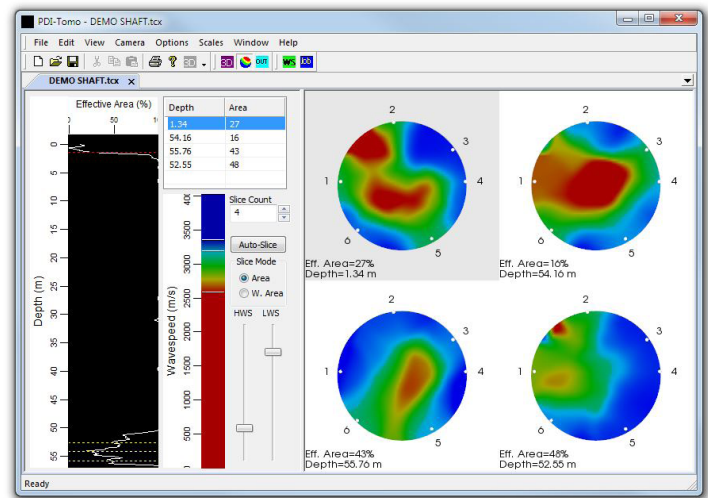 PDI-Tomo - DEMO SHAFT.tcx
File Edit View Camera Options Scales Window Help
3D 3D OUT WS Job
DEMO SHAFT.tcx x
Effective Area (%)
0 50
Depth Area
1.34 27
54.16 16
55.76 43
52.55 48
Slice Count
4
Auto-Slice
Slice Mode
Area
W. Area
HWS LWS
Depth (m)
0
5
10
15
20
25
30
35
40
45
50
55
Wavespeed (m/s)
3500
3000
2500
2000
1500
1000
500
0
2
3
1 4
6 5
Eff. Area=27%
Depth=1.34 m
2
3
1 4
6 5
Eff. Area=16%
Depth=54.16 m
2
3
1 4
6 5
Eff. Area=43%
Depth=55.76 m
2
3
1 4
6 5
Eff. Area=48%
Depth=52.55 m
Ready